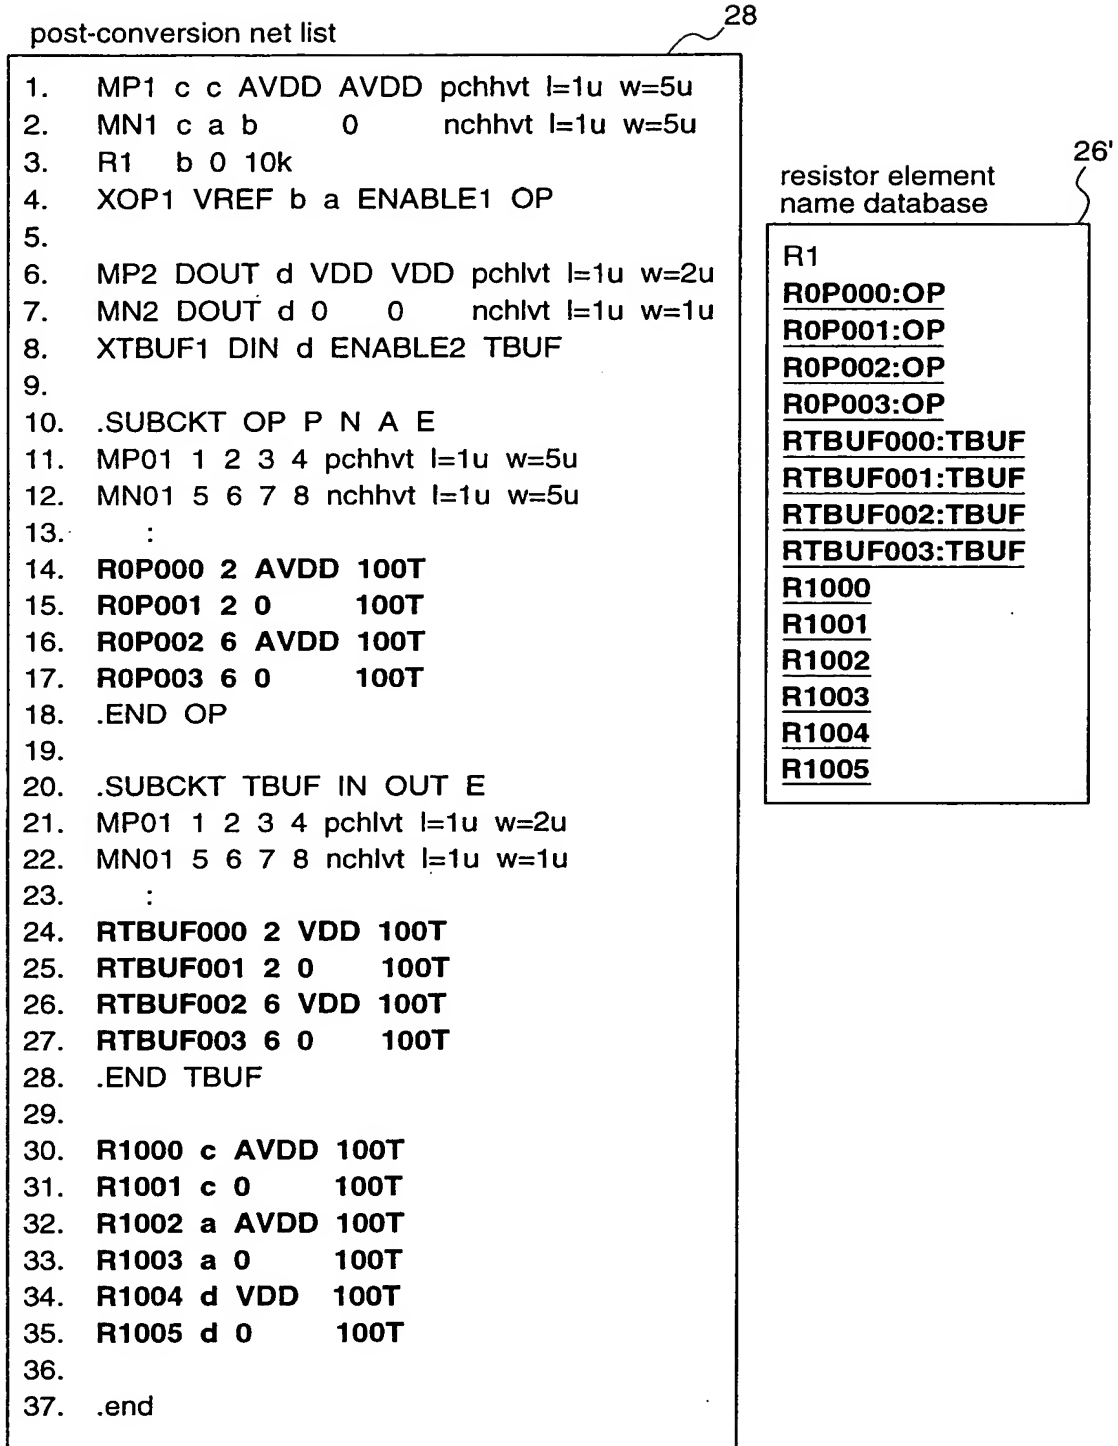 post-conversion net list
28
1. MP1 c c AVDD AVDD pchhvt l=1u w=5u
2. MN1 c a b 0 nchhvt l=1u w=5u
3. R1 b 0 10k
4. XOP1 VREF b a ENABLE1 OP
5.
6. MP2 DOUT d VDD VDD pchlvt l=1u w=2u
7. MN2 DOUT d 0 0 nchlvt l=1u w=1u
8. XTBUF1 DIN d ENABLE2 TBUF
9.
10. .SUBCKT OP P N A E
11. MP01 1 2 3 4 pchhvt l=1u w=5u
12. MN01 5 6 7 8 nchhvt l=1u w=5u
13. :
14. R0P000 2 AVDD 100T
15. R0P001 2 0 100T
16. R0P002 6 AVDD 100T
17. R0P003 6 0 100T
18. .END OP
19.
20. .SUBCKT TBUF IN OUT E
21. MP01 1 2 3 4 pchlvt l=1u w=2u
22. MN01 5 6 7 8 nchlvt l=1u w=1u
23. :
24. RTBUF000 2 VDD 100T
25. RTBUF001 2 0 100T
26. RTBUF002 6 VDD 100T
27. RTBUF003 6 0 100T
28. .END TBUF
29.
30. R1000 c AVDD 100T
31. R1001 c 0 100T
32. R1002 a AVDD 100T
33. R1003 a 0 100T
34. R1004 d VDD 100T
35. R1005 d 0 100T
36.
37. .end
26'
resistor element
name database
R1
R0P000:OP
R0P001:OP
R0P002:OP
R0P003:OP
RTBUF000:TBUF
RTBUF001:TBUF
RTBUF002:TBUF
RTBUF003:TBUF
R1000
R1001
R1002
R1003
R1004
R1005